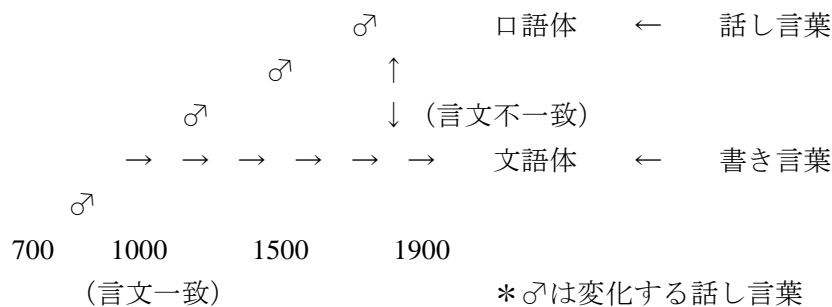 ♂ 口語体 ← 話し言葉
♂ ↑
♂ ↓ （言文不一致）
→ → → → → → 文語体 ← 書き言葉
♂
700 1000 1500 1900
（言文一致） ＊♂は変化する話し言葉